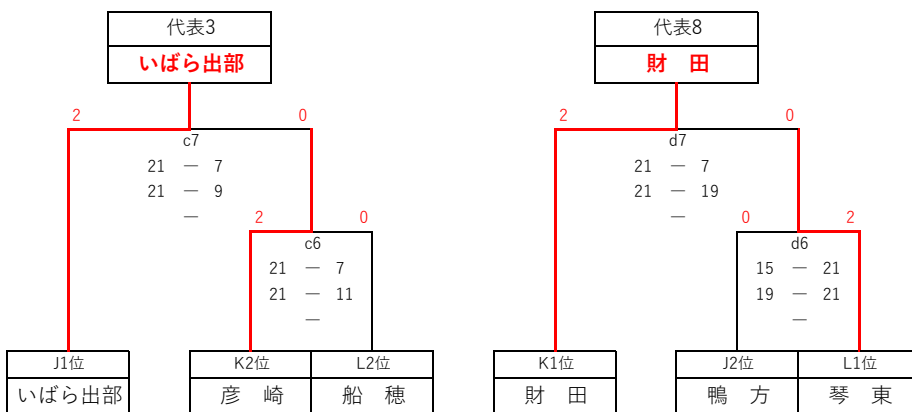 代表3
いばら出部
2 0
c7
21 － 7
21 － 9
－
2 0
c6
21 － 7
21 － 11
－
J1位 K2位 L2位
いばら出部 彦　崎 船　穂
代表8
財　田
2 0
d7
21 － 7
21 － 19
－
0 2
d6
15 － 21
19 － 21
－
K1位 J2位 L1位
財　田 鴨　方 琴　東